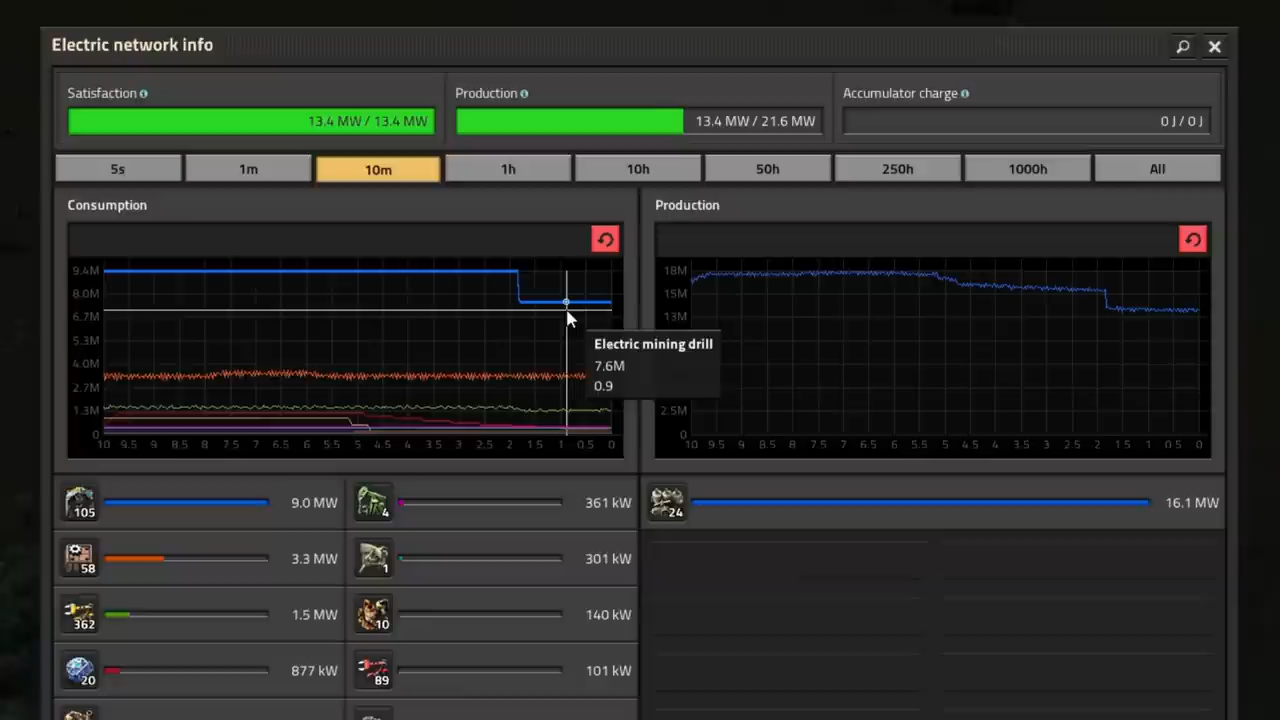 Electric network info
Satisfaction
Production
Accumulator charge
13.4 MW / 13.4 MW
13.4 MW / 21.6 MW
0 J / 0 J
5s 1m 10m 1h 10h 50h 250h 1000h All
Consumption
Production
9.4M
8.0M
6.7M
5.3M
4.0M
2.7M
1.3M
0
10 9.5 9 8.5 8 7.5 7 6.5 6 5.5 5 4.5 4 3.5 3 2.5 2 1.5 1 0.5 0
Electric mining drill
7.6M
0.9
18M
15M
13M
2.5M
0
10 9.5 9 8.5 8 7.5 7 6.5 6 5.5 5 4.5 4 3.5 3 2.5 2 1.5 1 0.5 0
105 9.0 MW
4 361 kW
24 16.1 MW
58 3.3 MW
1 301 kW
362 1.5 MW
10 140 kW
20 877 kW
89 101 kW